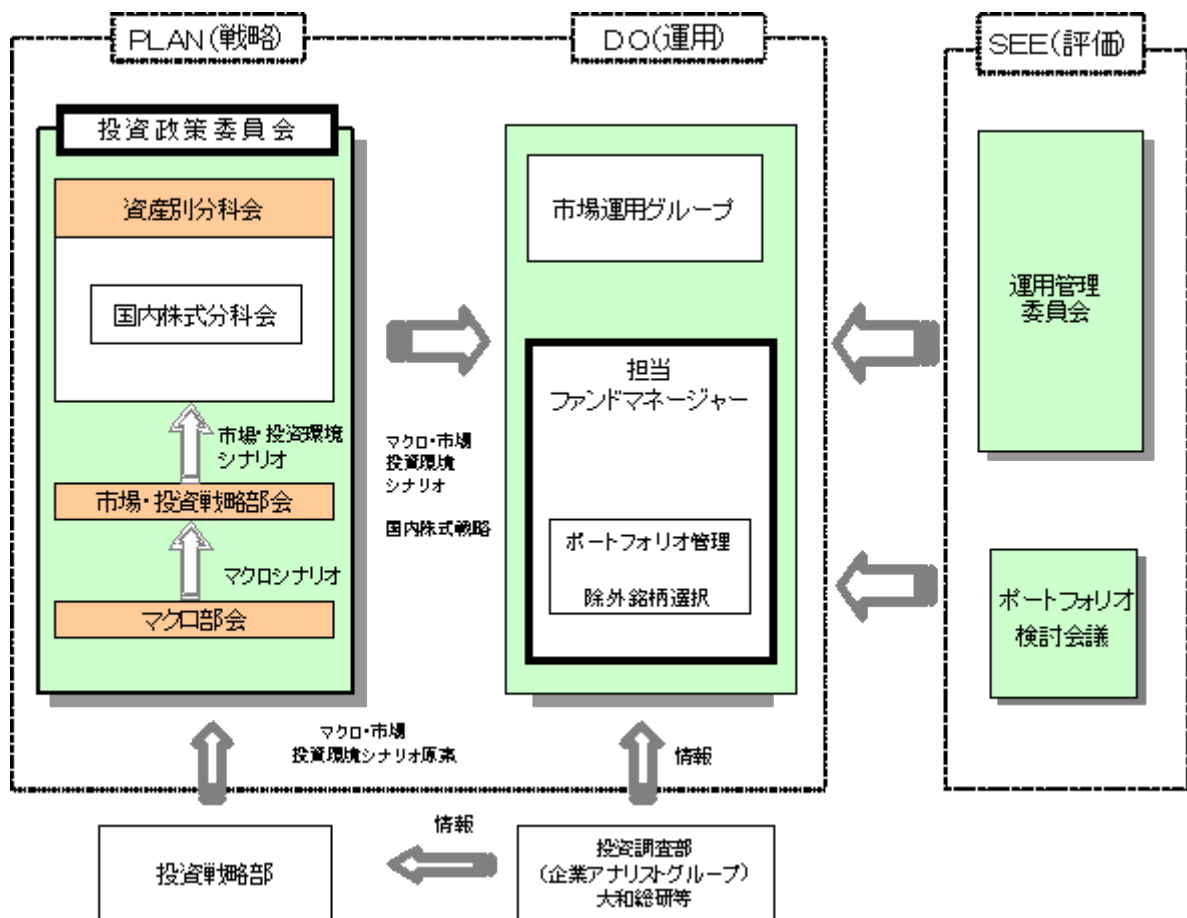 PLAN(戦略)
DO(運用)
SEE(評価)
投資政策委員会
資産別分科会
国内株式分科会
市場・投資環境
シナリオ
市場・投資戦略部会
マクロシナリオ
マクロ部会
マクロ・市場
投資環境
シナリオ
国内株式戦略
市場運用グループ
担当
ファンドマネージャー
ポートフォリオ管理
除外銘柄選択
運用管理
委員会
ポートフォリオ
検討会議
マクロ・市場
投資環境シナリオ原案
情報
情報
投資戦略部
投資調査部
(企業アナリストグループ)
大和総研等